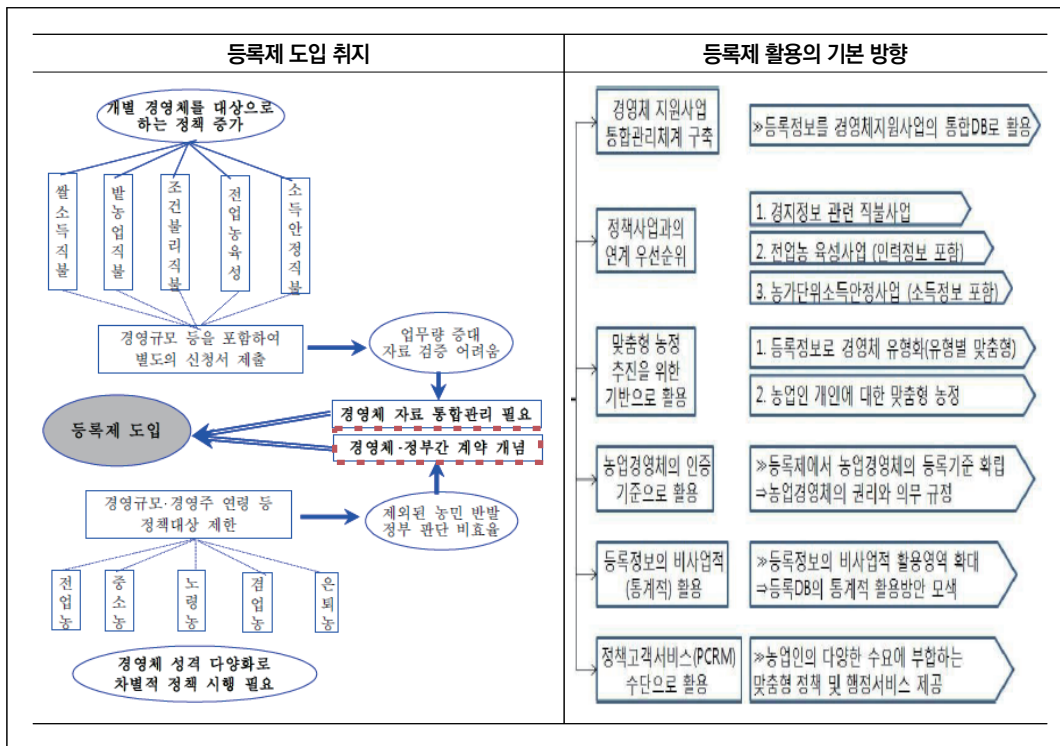 등록제 도입 취지
개별 경영체를 대상으로
하는 정책 증가
쌀소득직불
밭농업직불
조건불리직불
전업농육성
소득안정직불
경영규모 등을 포함하여
별도의 신청서 제출
업무량 증대
자료 검증 어려움
경영체 자료 통합관리 필요
등록제 도입
경영체·정부간 계약 개념
경영규모·경영주 연령 등
정책대상 제한
제외된 농민 반발
정부 판단 비효율
전업농
중소농
노령농
겸업농
은퇴농
경영체 성격 다양화로
차별적 정책 시행 필요
등록제 활용의 기본 방향
경영체 지원사업
통합관리체계 구축
≫등록정보를 경영체지원사업의 통합DB로 활용
정책사업과의
연계 우선순위
1. 경지정보 관련 직불사업
2. 전업농 육성사업 (인력정보 포함)
3. 농가단위소득안정사업 (소득정보 포함)
맞춤형 농정
추진을 위한
기반으로 활용
1. 등록정보로 경영체 유형화(유형별 맞춤형)
2. 농업인 개인에 대한 맞춤형 농정
농업경영체의 인증
기준으로 활용
≫등록제에서 농업경영체의 등록기준 확립
⇒농업경영체의 권리와 의무 규정
등록정보의 비사업적
(통계적) 활용
≫등록정보의 비사업적 활용영역 확대
⇒등록DB의 통계적 활용방안 모색
정책고객서비스(PCRM)
수단으로 활용
≫농업인의 다양한 수요에 부합하는
맞춤형 정책 및 행정서비스 제공